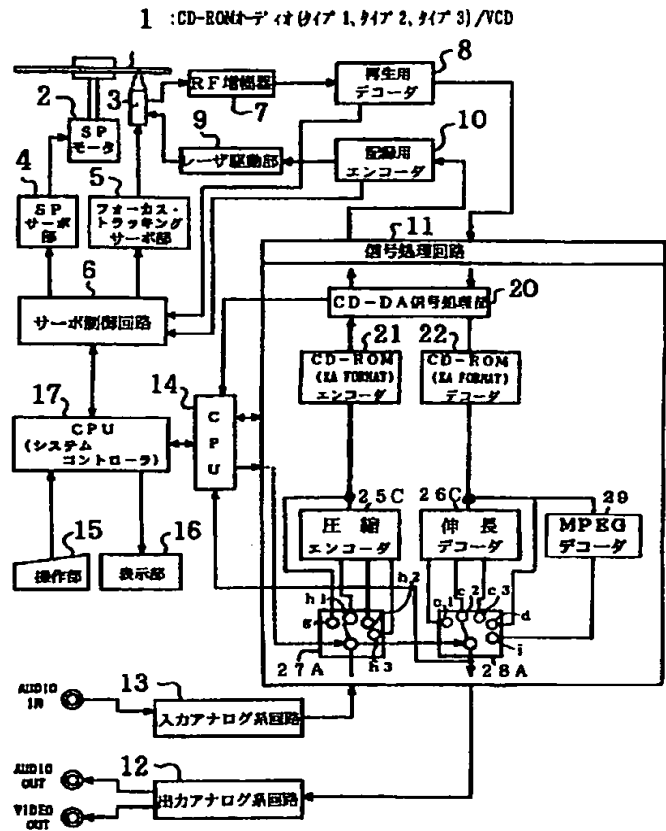 1 :CD-ROMオーディオ(タイプ1、タイプ2、タイプ3)/VCD
8
2
3
RF増幅器
再生用
デコーダ
7
SP
モータ
9
10
4
5
レーザ駆動部
記録用
エンコーダ
SP
サーボ
部
フォーカス・
トラッキング
サーボ部
11
信号処理回路
6
サーボ制御回路
CD-DA信号処理部
20
21
22
CD-ROM
(XA FORMAT)
エンコーダ
CD-ROM
(XA FORMAT)
デコーダ
14
17
CPU
(システム
コントローラ)
CPU
25C
26C
29
圧縮
エンコーダ
伸長
デコーダ
MPEG
デコーダ
15
16
操作部
表示部
g
h1
h2
h3
c1
c2
c3
d
i
27A
28A
AUDIO
IN
13
入力アナログ系回路
AUDIO
OUT
12
出力アナログ系回路
VIDEO
OUT